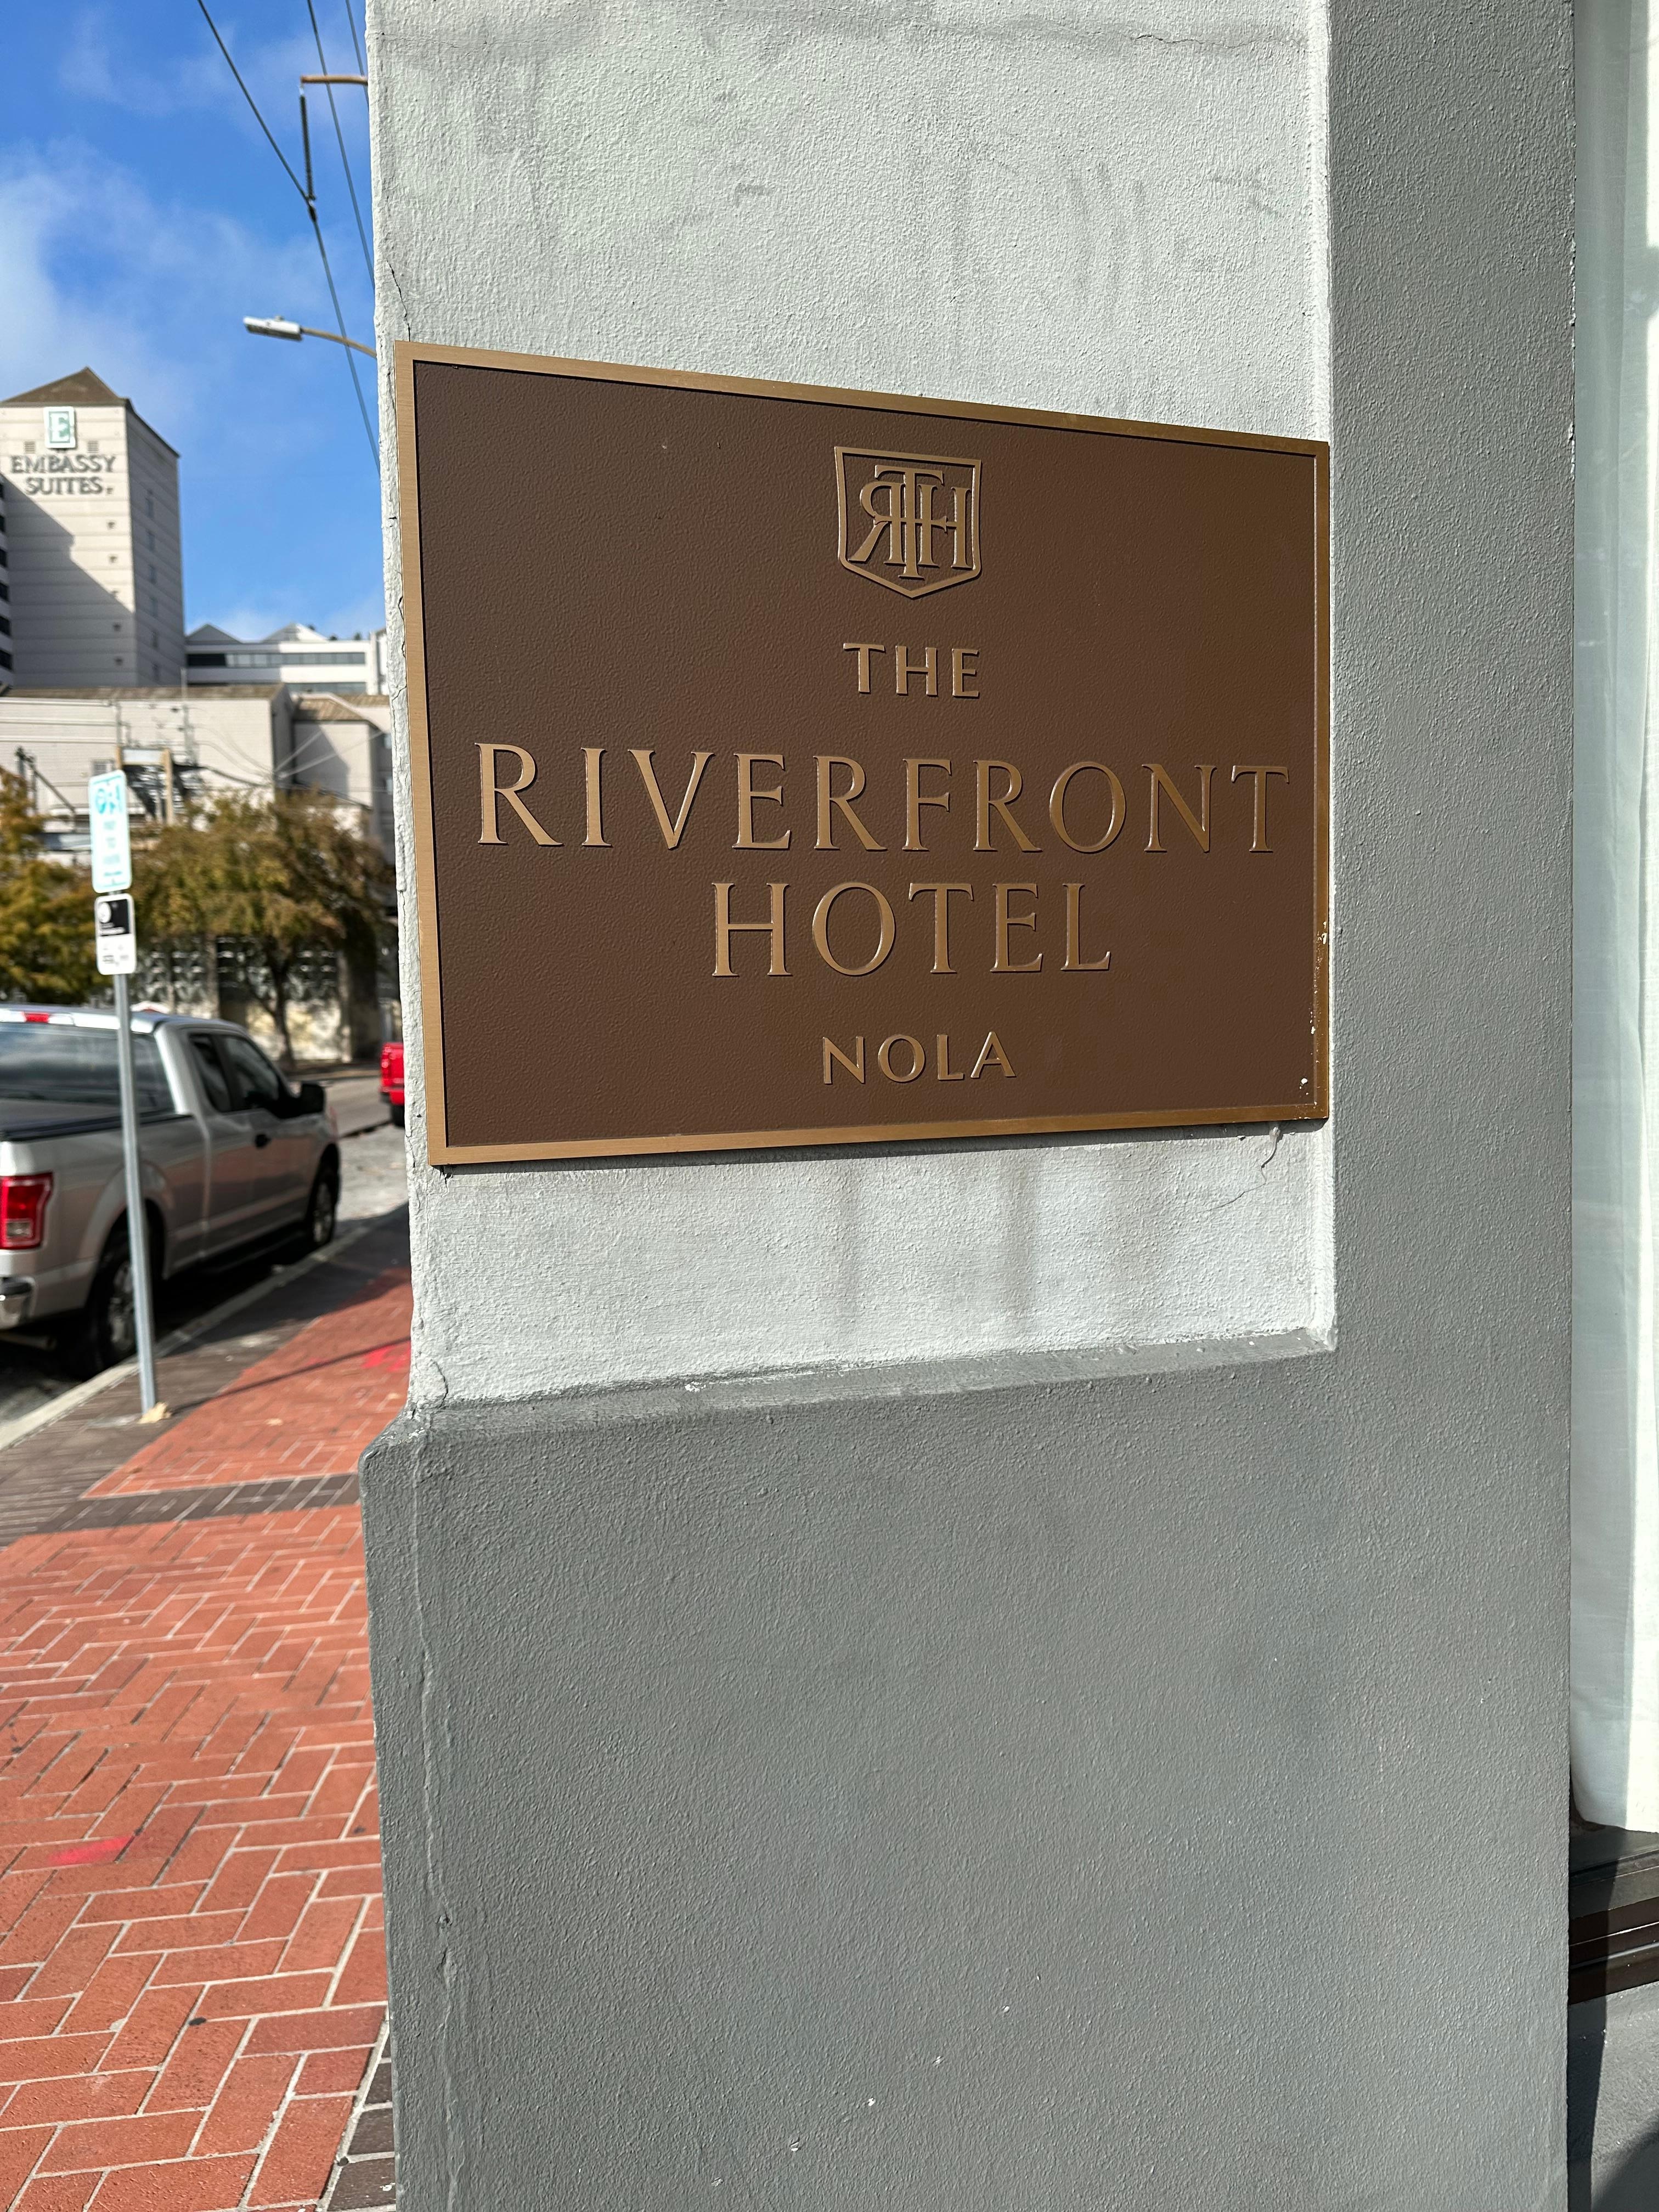 E
EMBASSY
SUITES
RTH
THE
RIVERFRONT
HOTEL
NOLA